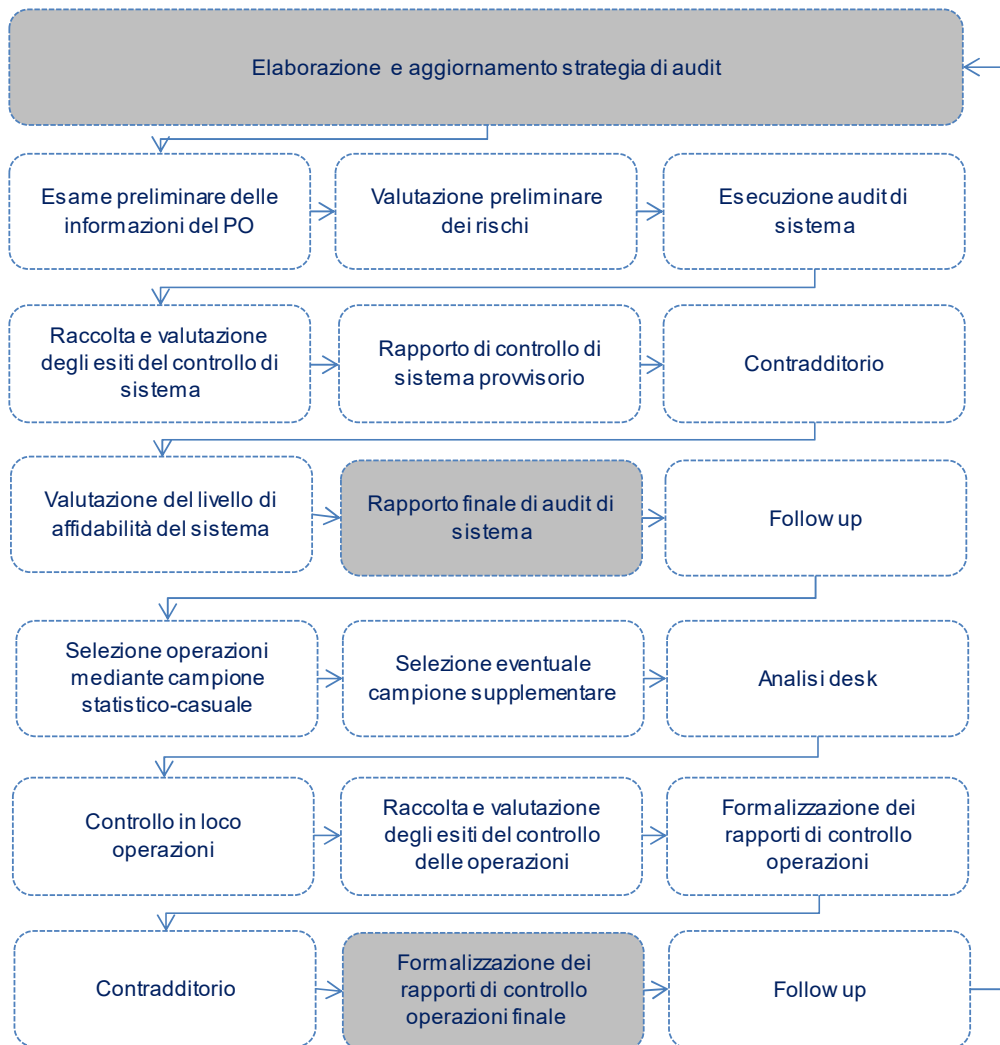 Elaborazione e aggiornamento strategia di audit
Esame preliminare delle
informazioni del PO
Valutazione preliminare
dei rischi
Esecuzione audit di
sistema
Raccolta e valutazione
degli esiti del controllo di
sistema
Rapporto di controllo di
sistema provvisorio
Contradditorio
Valutazione del livello di
affidabilità del sistema
Rapporto finale di audit di
sistema
Follow up
Selezione operazioni
mediante campione
statistico-casuale
Selezione eventuale
campione supplementare
Analisi desk
Controllo in loco
operazioni
Raccolta e valutazione
degli esiti del controllo
delle operazioni
Formalizzazione dei
rapporti di controllo
operazioni
Contradditorio
Formalizzazione dei
rapporti di controllo
operazioni finale
Follow up